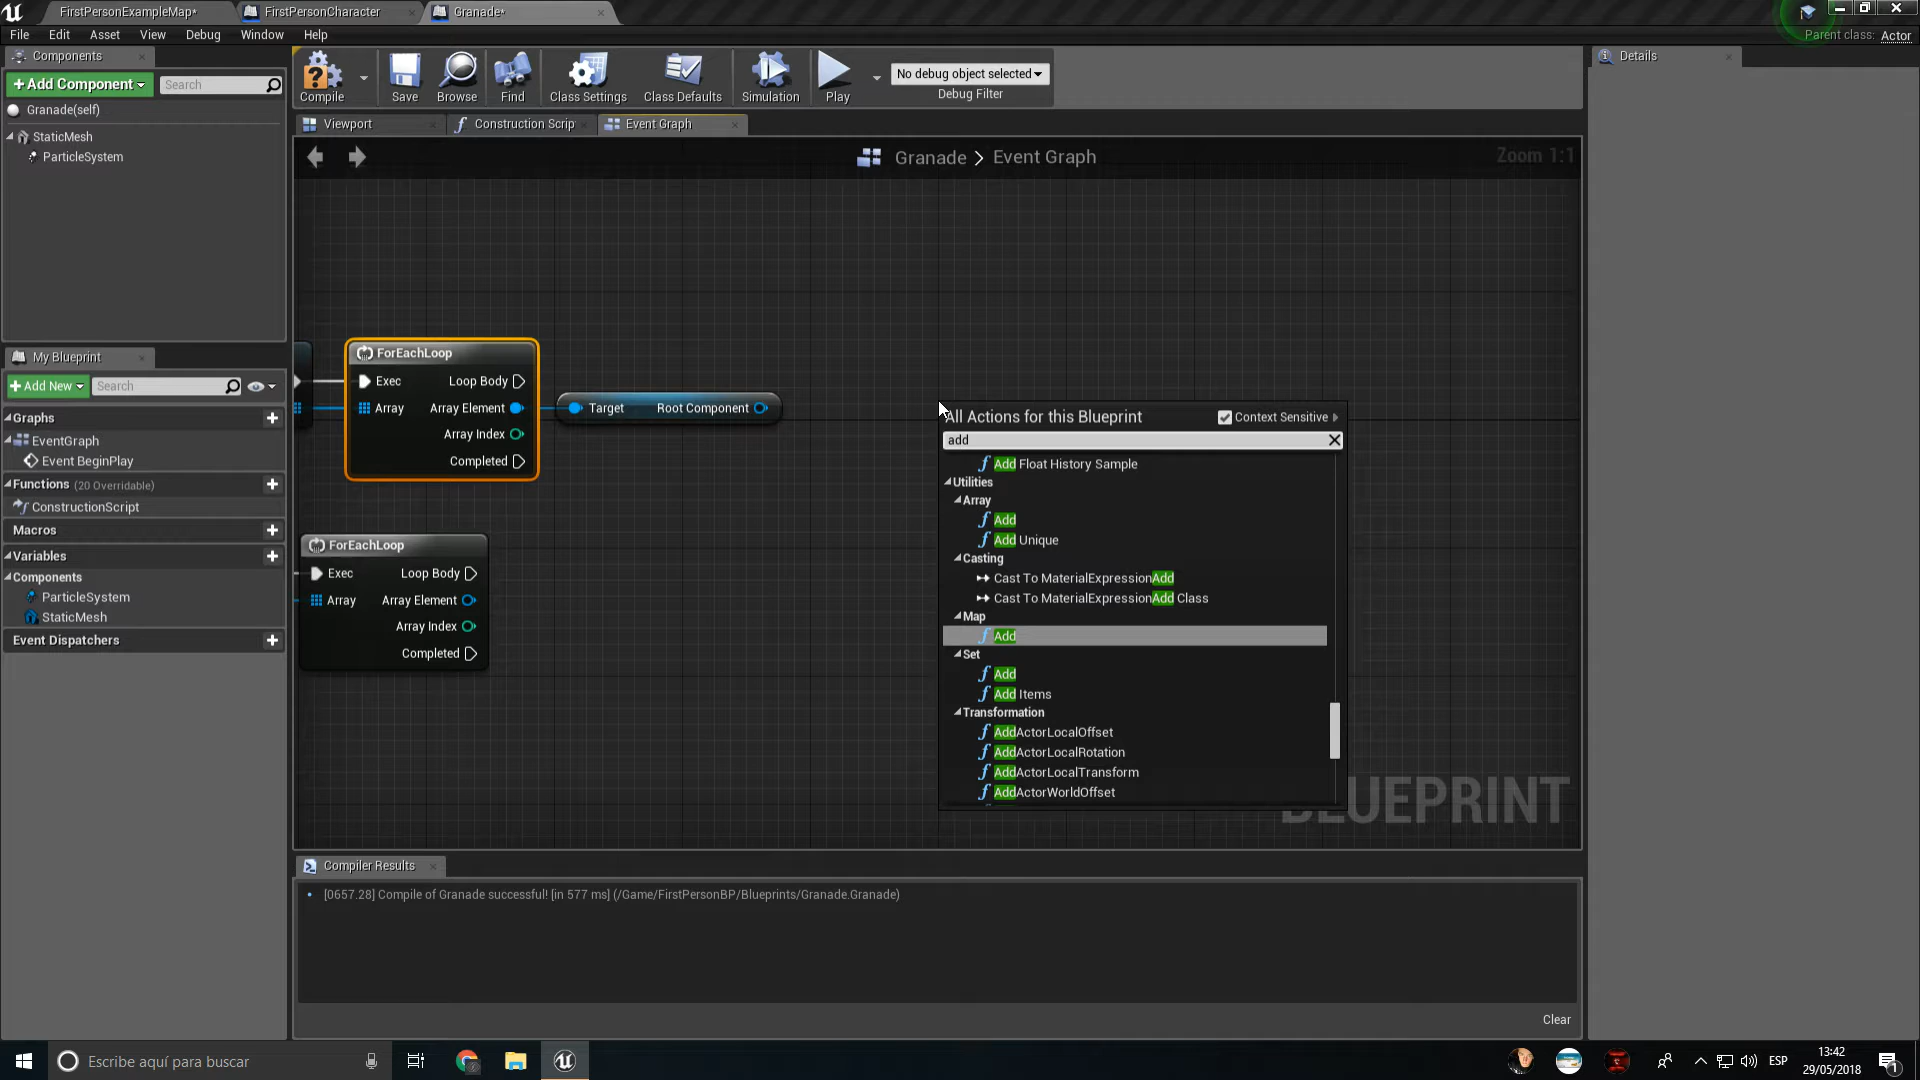 FirstPersonExampleMap*
FirstPersonCharacter
Granade*
File Edit Asset View Debug Window Help
Parent class: Actor
Components
+Add Component
Search
Granade(self)
StaticMesh
ParticleSystem
My Blueprint
+Add New
Search
Graphs
EventGraph
Event BeginPlay
Functions (20 Overridable)
ConstructionScript
Macros
Variables
Components
ParticleSystem
StaticMesh
Event Dispatchers
Compile
Save
Browse
Find
Class Settings
Class Defaults
Simulation
Play
No debug object selected
Debug Filter
Viewport
Construction Scrip
Event Graph
Granade > Event Graph
Zoom 1:1
ForEachLoop
Exec Loop Body
Array Array Element
Array Index
Completed
Target Root Component
ForEachLoop
Exec Loop Body
Array Array Element
Array Index
Completed
All Actions for this Blueprint
Context Sensitive
add
Add Float History Sample
Utilities
Array
Add
Add Unique
Casting
Cast To MaterialExpressionAdd
Cast To MaterialExpressionAdd Class
Map
Add
Set
Add
Add Items
Transformation
AddActorLocalOffset
AddActorLocalRotation
AddActorLocalTransform
AddActorWorldOffset
BLUEPRINT
Compiler Results
[0657.28] Compile of Granade successful! [in 577 ms] (/Game/FirstPersonBP/Blueprints/Granade.Granade)
Clear
Details
Escribe aquí para buscar
ESP
13:42
29/05/2018
1